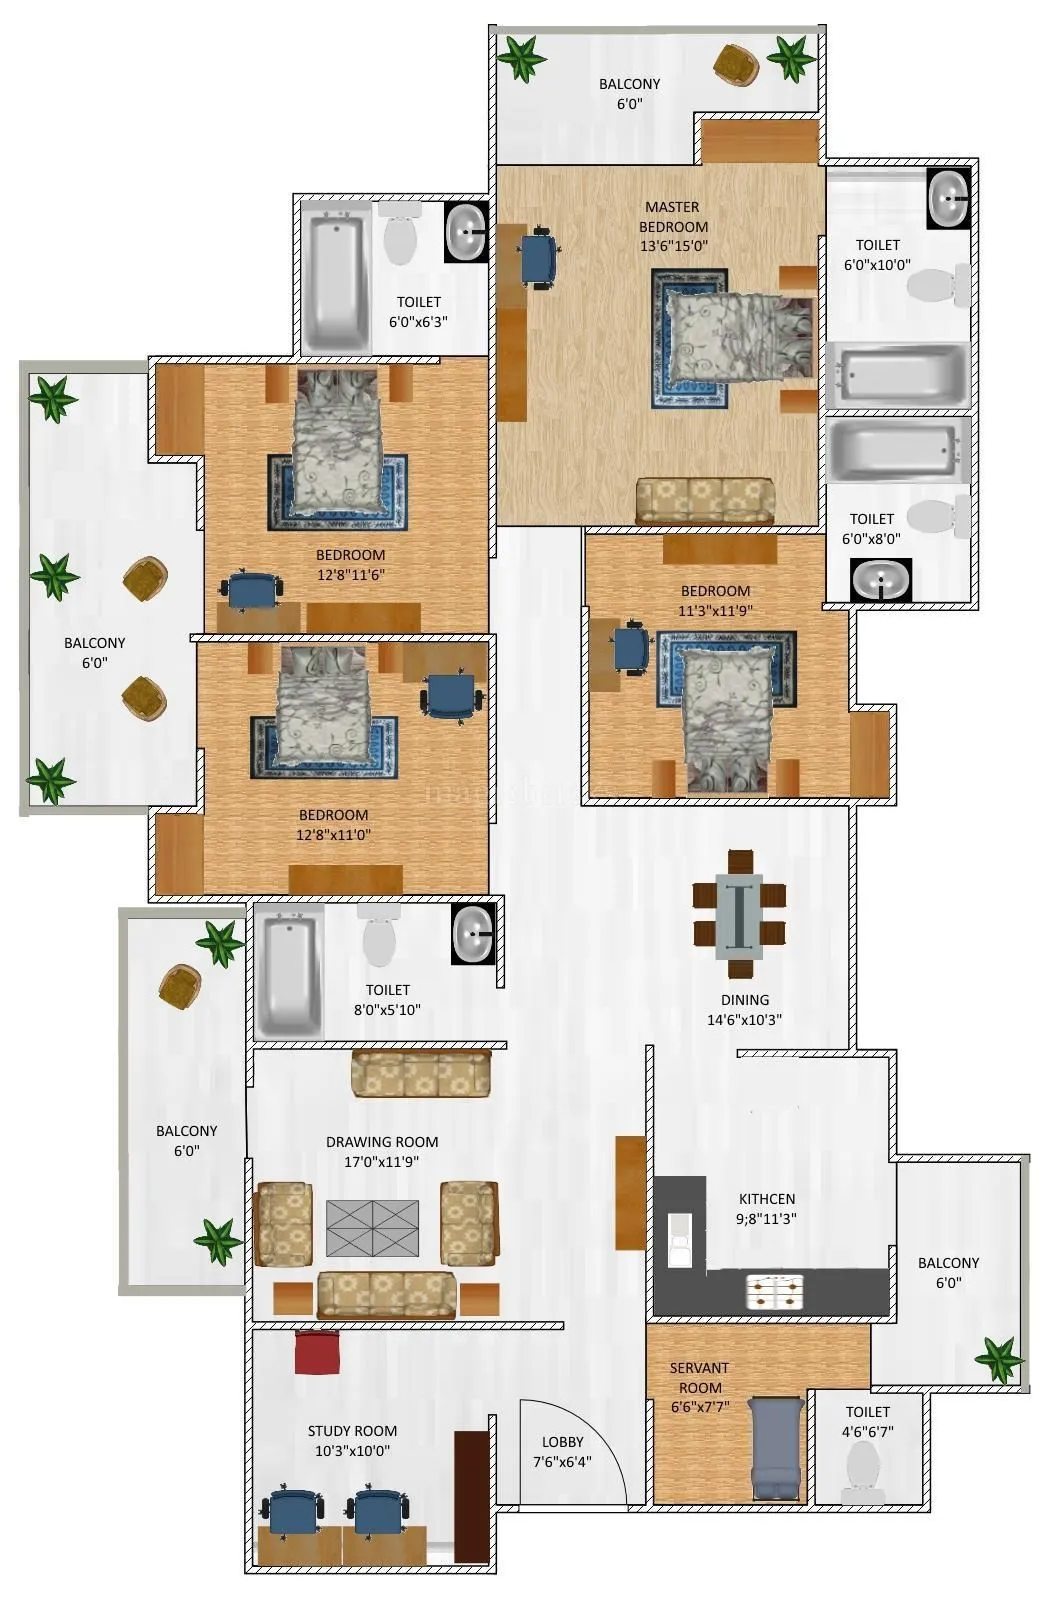 BALCONY
6'0"
MASTER
BEDROOM
13'6"15'0"
TOILET
6'0"x10'0"
TOILET
6'0"x6'3"
TOILET
6'0"x8'0"
BEDROOM
12'8"11'6"
BEDROOM
11'3"x11'9"
BALCONY
6'0"
BEDROOM
12'8"x11'0"
TOILET
8'0"x5'10"
DINING
14'6"x10'3"
BALCONY
6'0"
DRAWING ROOM
17'0"x11'9"
KITHCEN
9;8"11'3"
BALCONY
6'0"
SERVANT
ROOM
6'6"x7'7"
STUDY ROOM
10'3"x10'0"
LOBBY
7'6"x6'4"
TOILET
4'6"6'7"